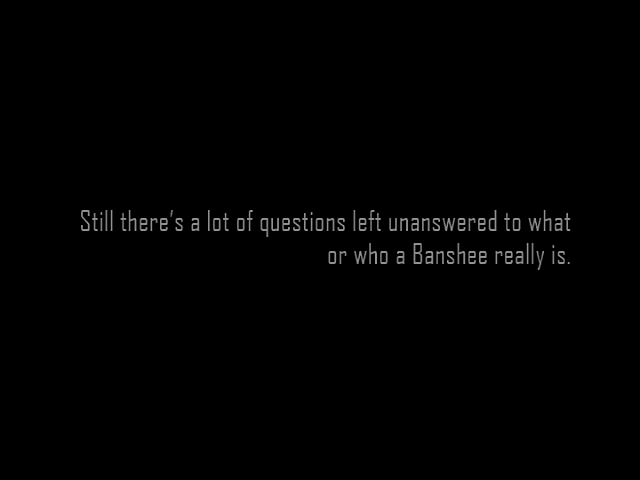 Still there's a lot of questions left unanswered to what
or who a Banshee really is.